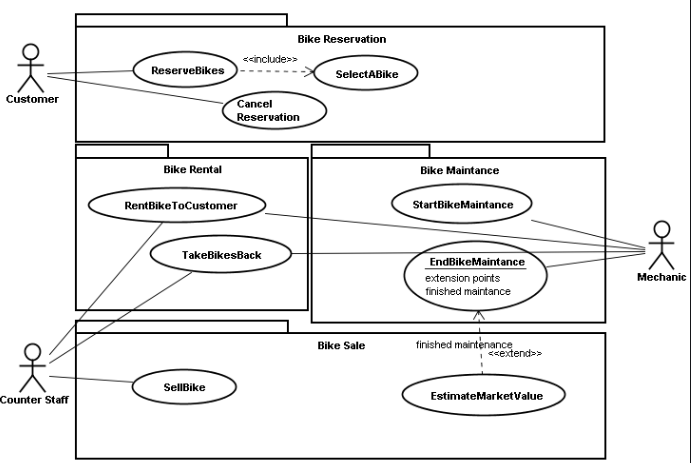 Bike Reservation
<<include>>
ReserveBikes
SelectABike
Customer
Cancel
Reservation
Bike Rental
Bike Maintance
RentBikeToCustomer
StartBikeMaintance
TakeBikesBack
EndBikeMaintance
extension points
finished maintance
Mechanic
Bike Sale
finished maintenance
<<extend>>
SellBike
EstimateMarketValue
Counter Staff